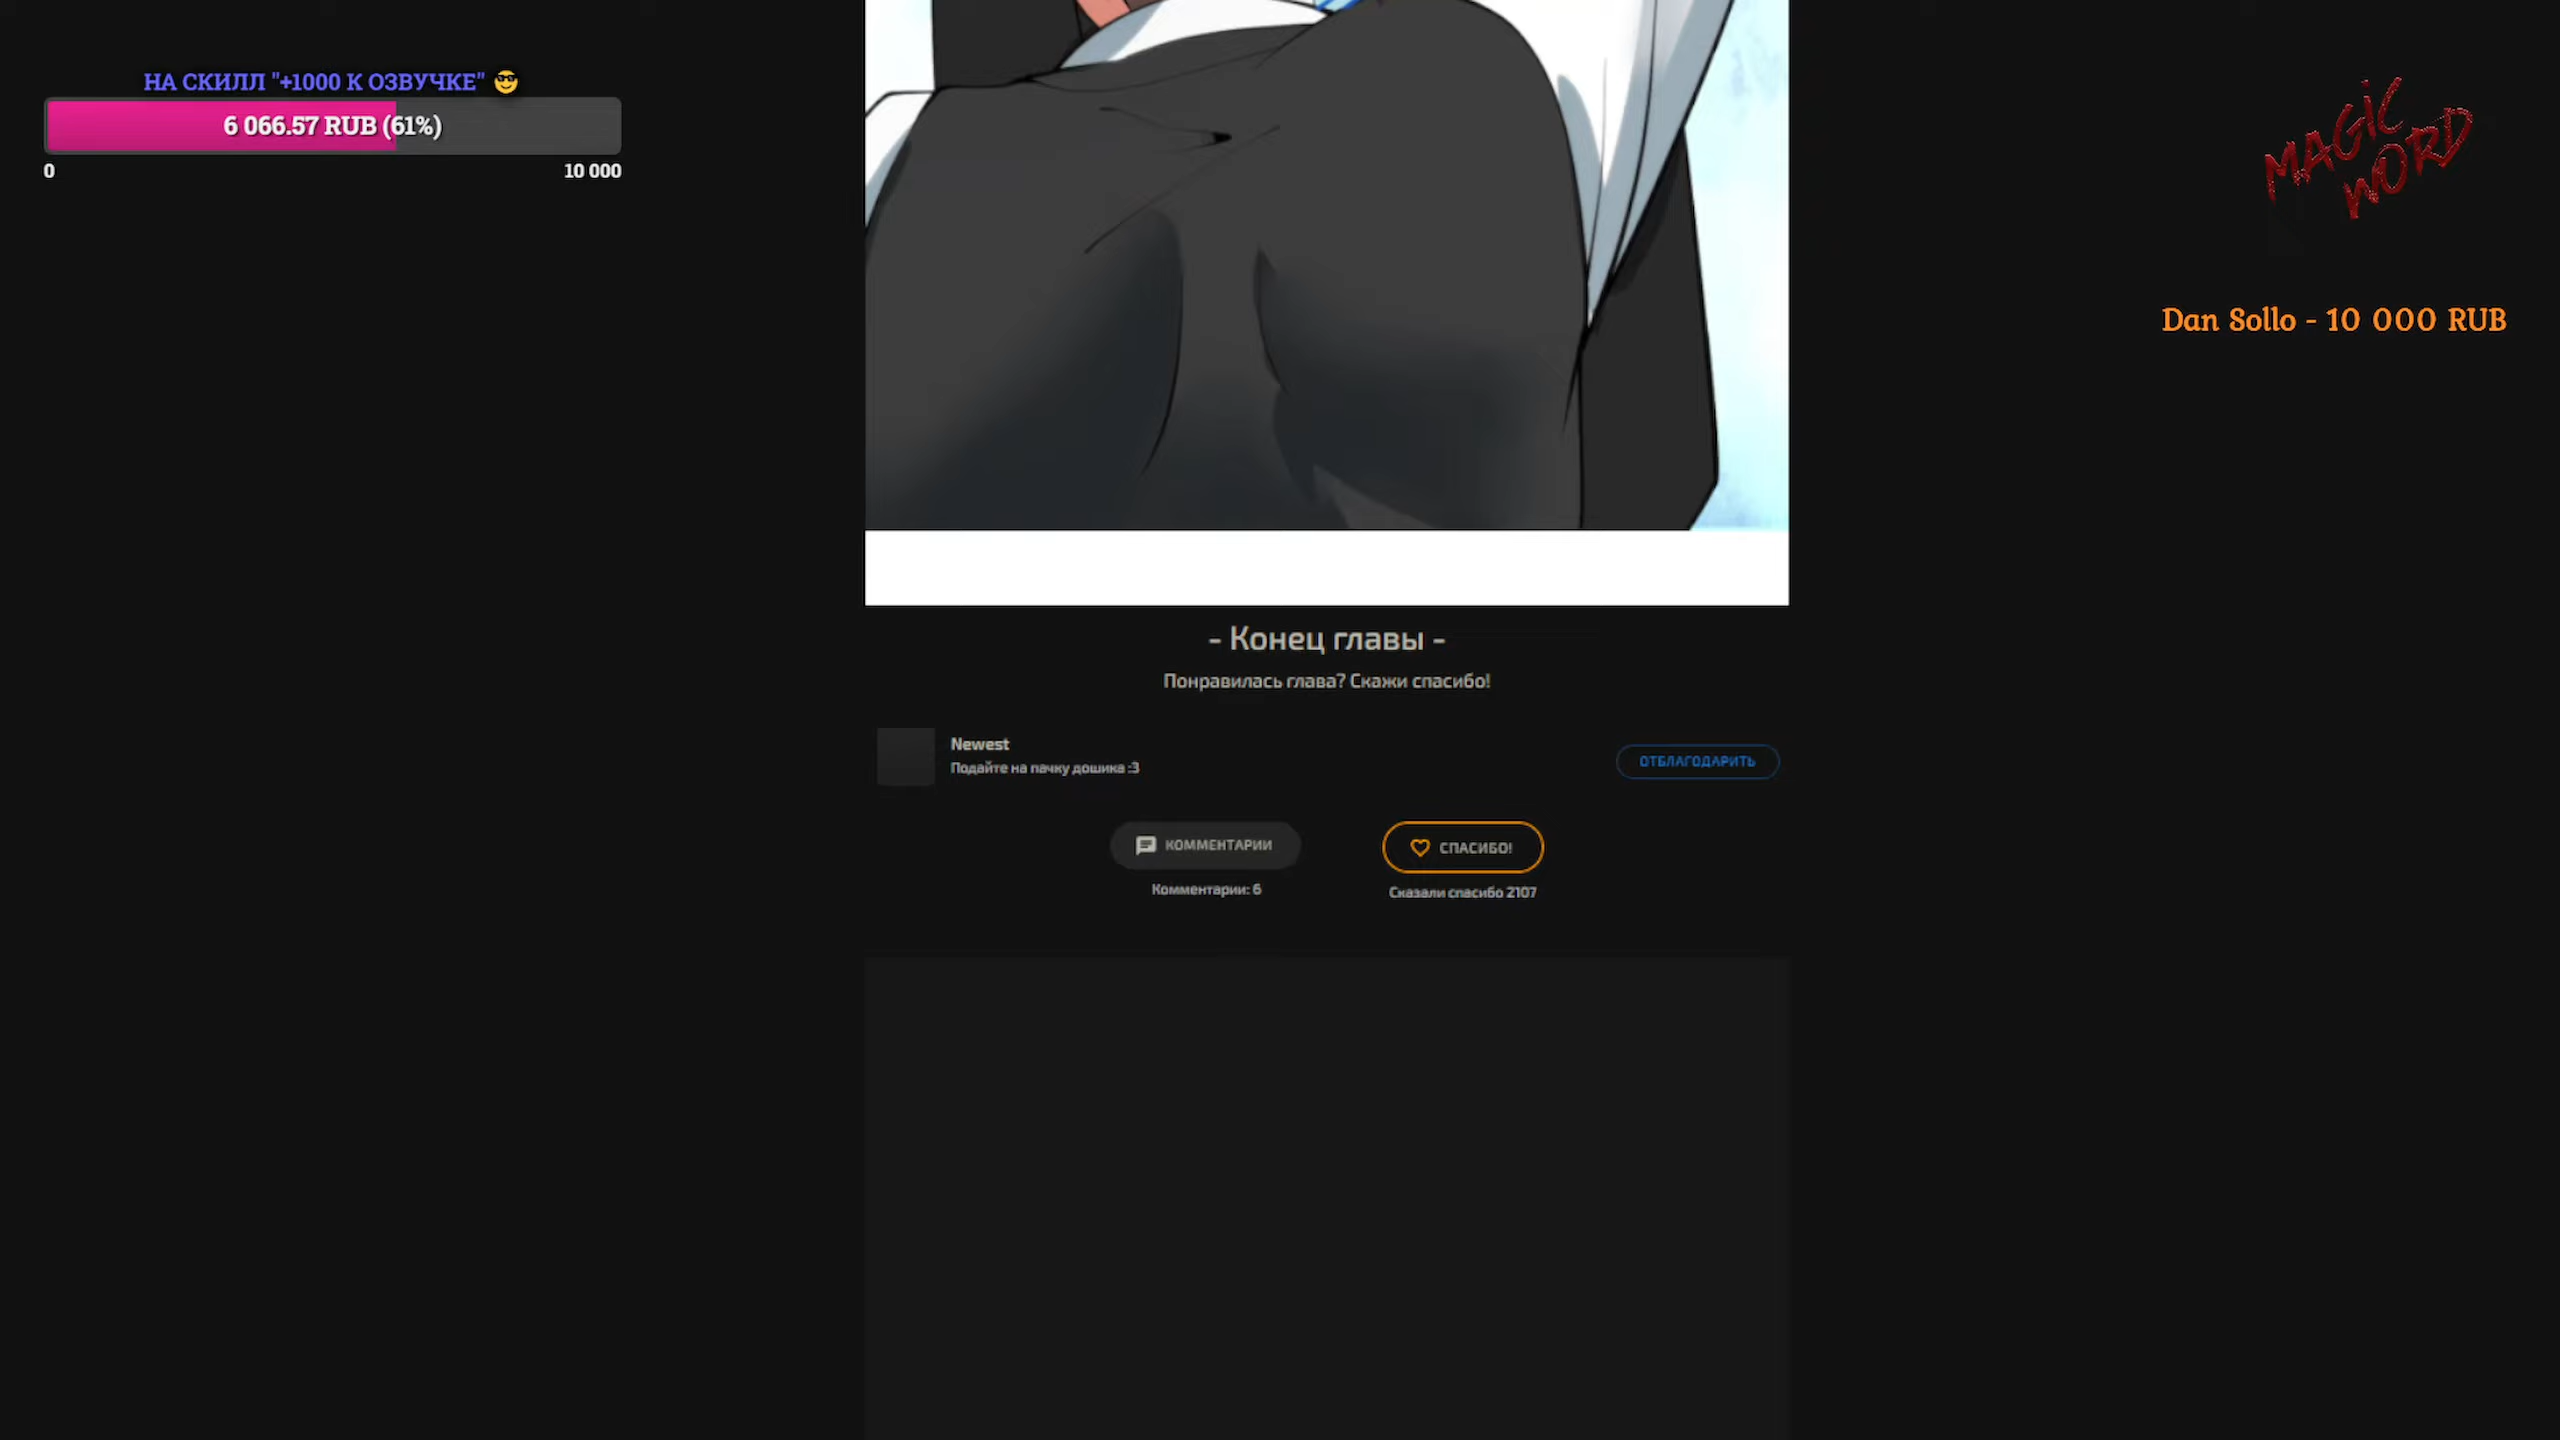 НА СКИЛЛ "+1000 К ОЗВУЧКЕ" 😎
6 066.57 RUB (61%)
0
10 000
MAGIC
WORD
Dan Sollo - 10 000 RUB
- Конец главы -
Понравилась глава? Скажи спасибо!
Newest
Подайте на пачку дошика :3
ОТБЛАГОДАРИТЬ
КОММЕНТАРИИ
СПАСИБО!
Комментарии: 6
Сказали спасибо 2107